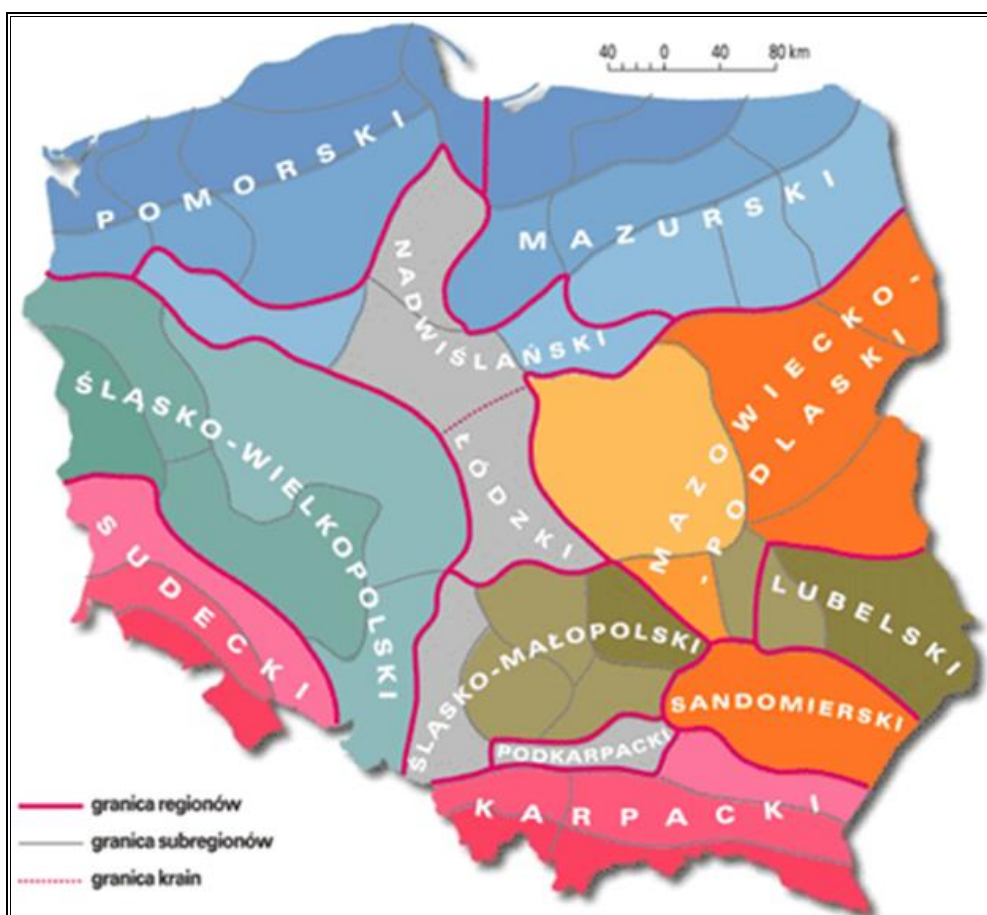 40 0 40 80 km
POMORSKI
MAZURSKI
NADWIŚLAŃSKI
MAZOWIECKO-
-PODLASKI
ŚLĄSKO-WIELKOPOLSKI
ŁÓDZKI
SUDECKI
LUBELSKI
ŚLĄSKO-MAŁOPOLSKI
SANDOMIERSKI
PODKARPACKI
KARPACKI
granica regionów
granica subregionów
granica krain